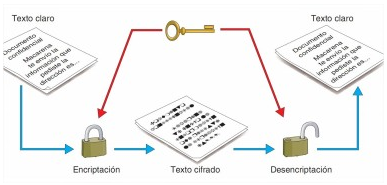 Texto claro
Texto claro
Documento
confidencial
Macarena
te envío la
información que
pediste la
dirección es...
Documento
confidencial
Macarena
te envío la
información que
pediste la
dirección es...
Encriptación
Texto cifrado
Desencriptación